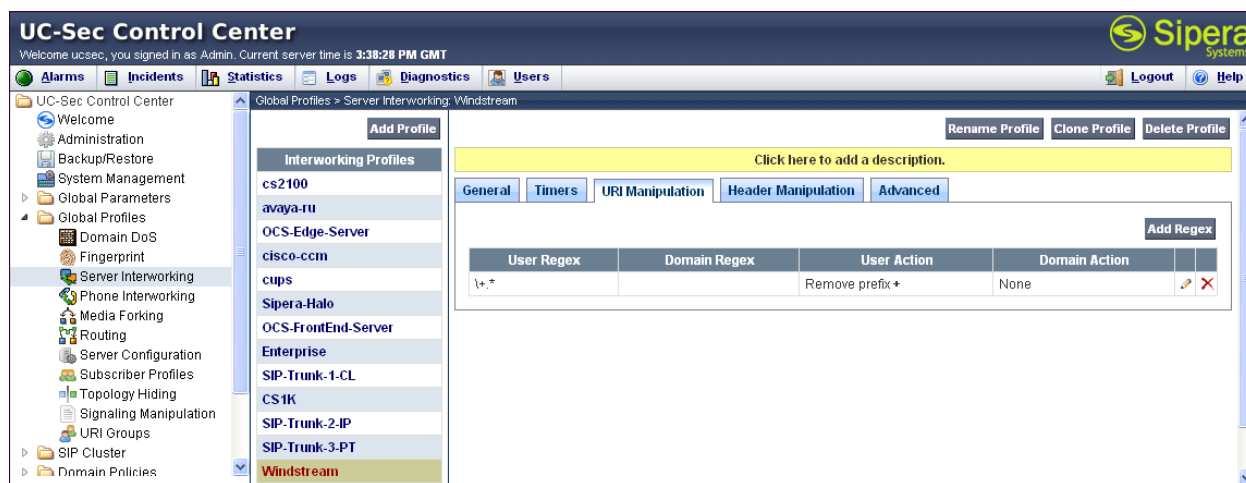 UC-Sec Control Center
Welcome ucsec, you signed in as Admin. Current server time is 3:38:28 PM GMT
Sipera
Systems
Alarms Incidents Statistics Logs Diagnostics Users Logout Help
UC-Sec Control Center
Welcome
Administration
Backup/Restore
System Management
Global Parameters
Global Profiles
Domain DoS
Fingerprint
Server Interworking
Phone Interworking
Media Forking
Routing
Server Configuration
Subscriber Profiles
Topology Hiding
Signaling Manipulation
URI Groups
SIP Cluster
Domain Policies
Global Profiles > Server Interworking: Windstream
Add Profile
Interworking Profiles
cs2100
avaya-ru
OCS-Edge-Server
cisco-ccm
cups
Sipera-Halo
OCS-FrontEnd-Server
Enterprise
SIP-Trunk-1-CL
CS1K
SIP-Trunk-2-IP
SIP-Trunk-3-PT
Windstream
Rename Profile Clone Profile Delete Profile
Click here to add a description.
General Timers URI Manipulation Header Manipulation Advanced
Add Regex
User Regex Domain Regex User Action Domain Action
\+.* Remove prefix + None